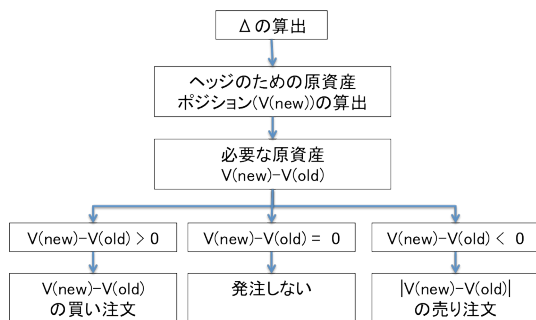 Δの算出
ヘッジのための原資産
ポジション(V(new))の算出
必要な原資産
V(new)-V(old)
V(new)-V(old) > 0
V(new)-V(old) = 0
V(new)-V(old) < 0
V(new)-V(old)
の買い注文
発注しない
|V(new)-V(old)|
の売り注文